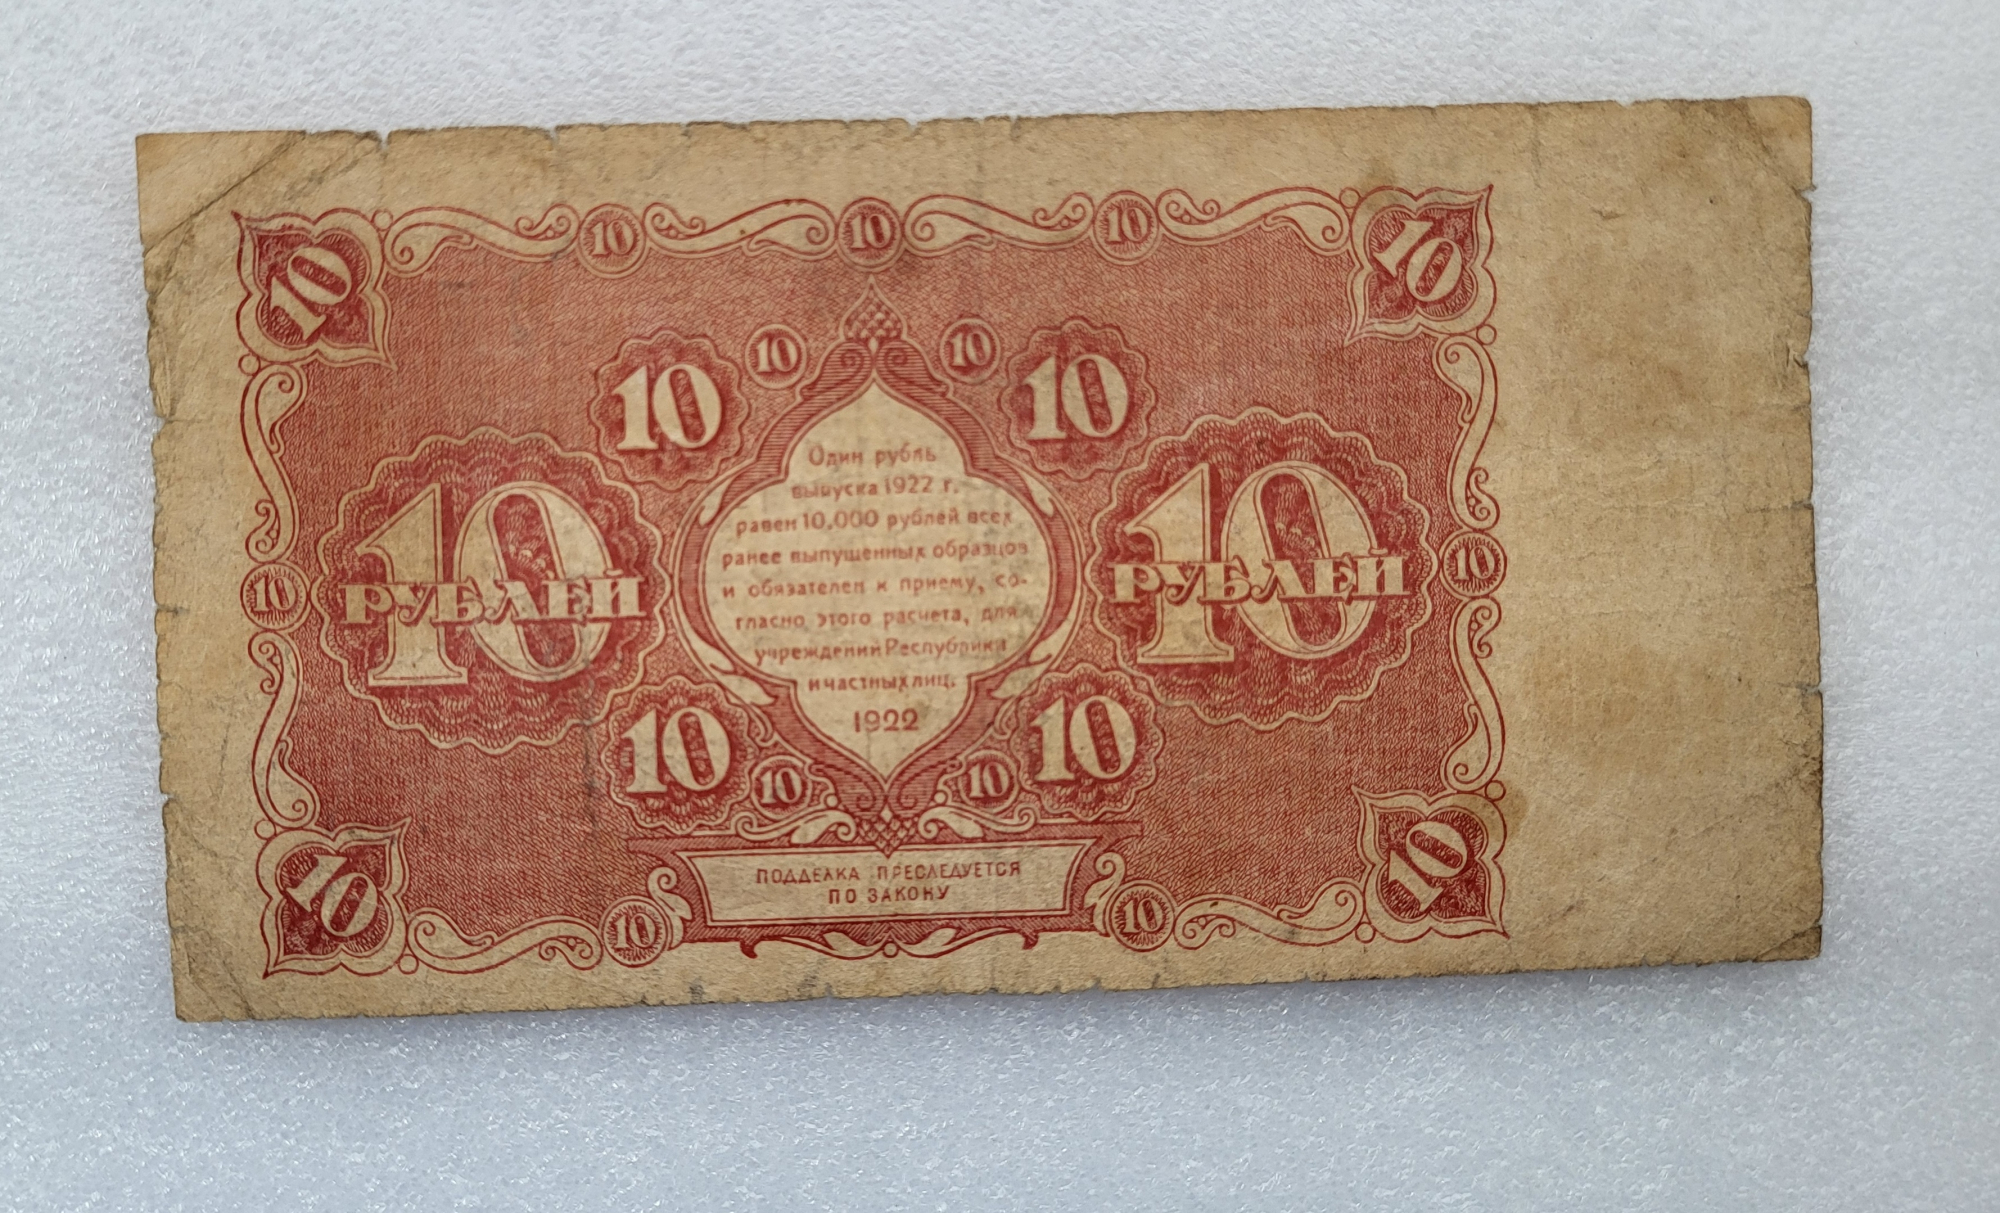 10 10 10 10 10
10 10 10 10
Один рубль
выпуска 1922 г.
равен 10.000 рублей всех
ранее выпущенных образцов
и обязателен к приему, со-
гласно этого расчета, для
учреждений Республики
и частных лиц.
1922
10 РУБЛЕЙ
10 РУБЛЕЙ
10 10
10 10 10 10
ПОДДЕЛКА ПРЕСЛЕДУЕТСЯ
ПО ЗАКОНУ
10 10 10 10